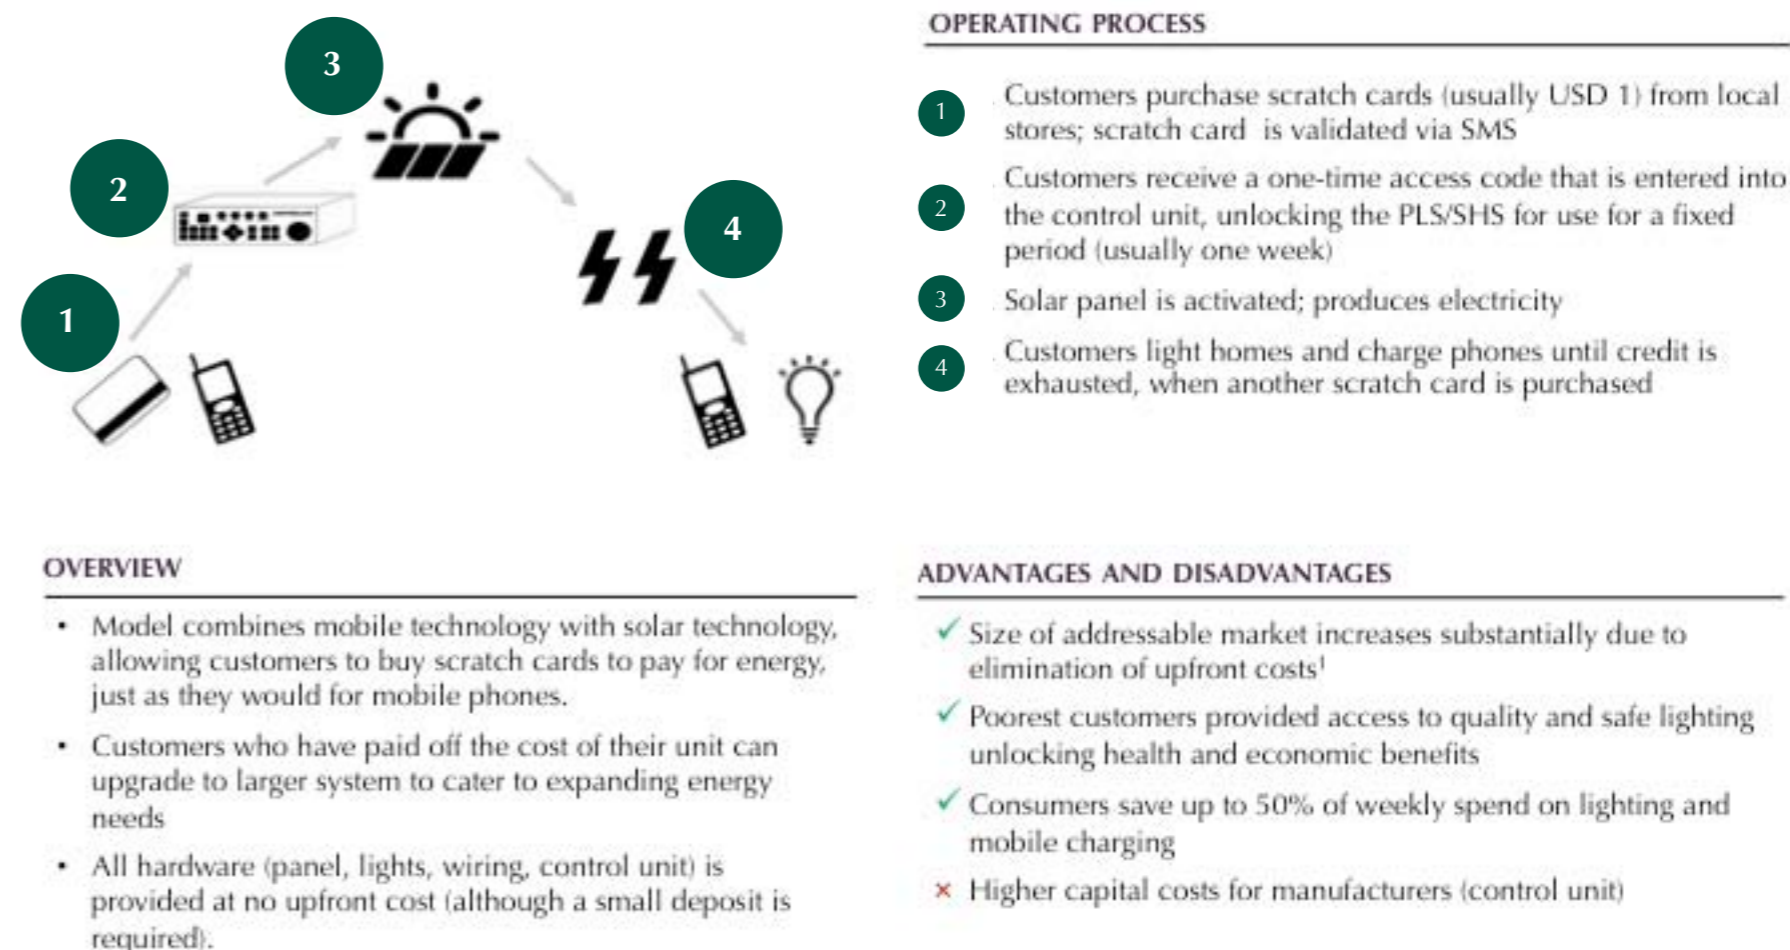 3
2
4
1
OPERATING PROCESS
1
Customers purchase scratch cards (usually USD 1) from local
stores; scratch card is validated via SMS
2
Customers receive a one-time access code that is entered into
the control unit, unlocking the PLS/SHS for use for a fixed
period (usually one week)
3
Solar panel is activated; produces electricity
4
Customers light homes and charge phones until credit is
exhausted, when another scratch card is purchased
OVERVIEW
• Model combines mobile technology with solar technology,
allowing customers to buy scratch cards to pay for energy,
just as they would for mobile phones.
• Customers who have paid off the cost of their unit can
upgrade to larger system to cater to expanding energy
needs
• All hardware (panel, lights, wiring, control unit) is
provided at no upfront cost (although a small deposit is
required).
ADVANTAGES AND DISADVANTAGES
✓ Size of addressable market increases substantially due to
elimination of upfront costs¹
✓ Poorest customers provided access to quality and safe lighting
unlocking health and economic benefits
✓ Consumers save up to 50% of weekly spend on lighting and
mobile charging
× Higher capital costs for manufacturers (control unit)